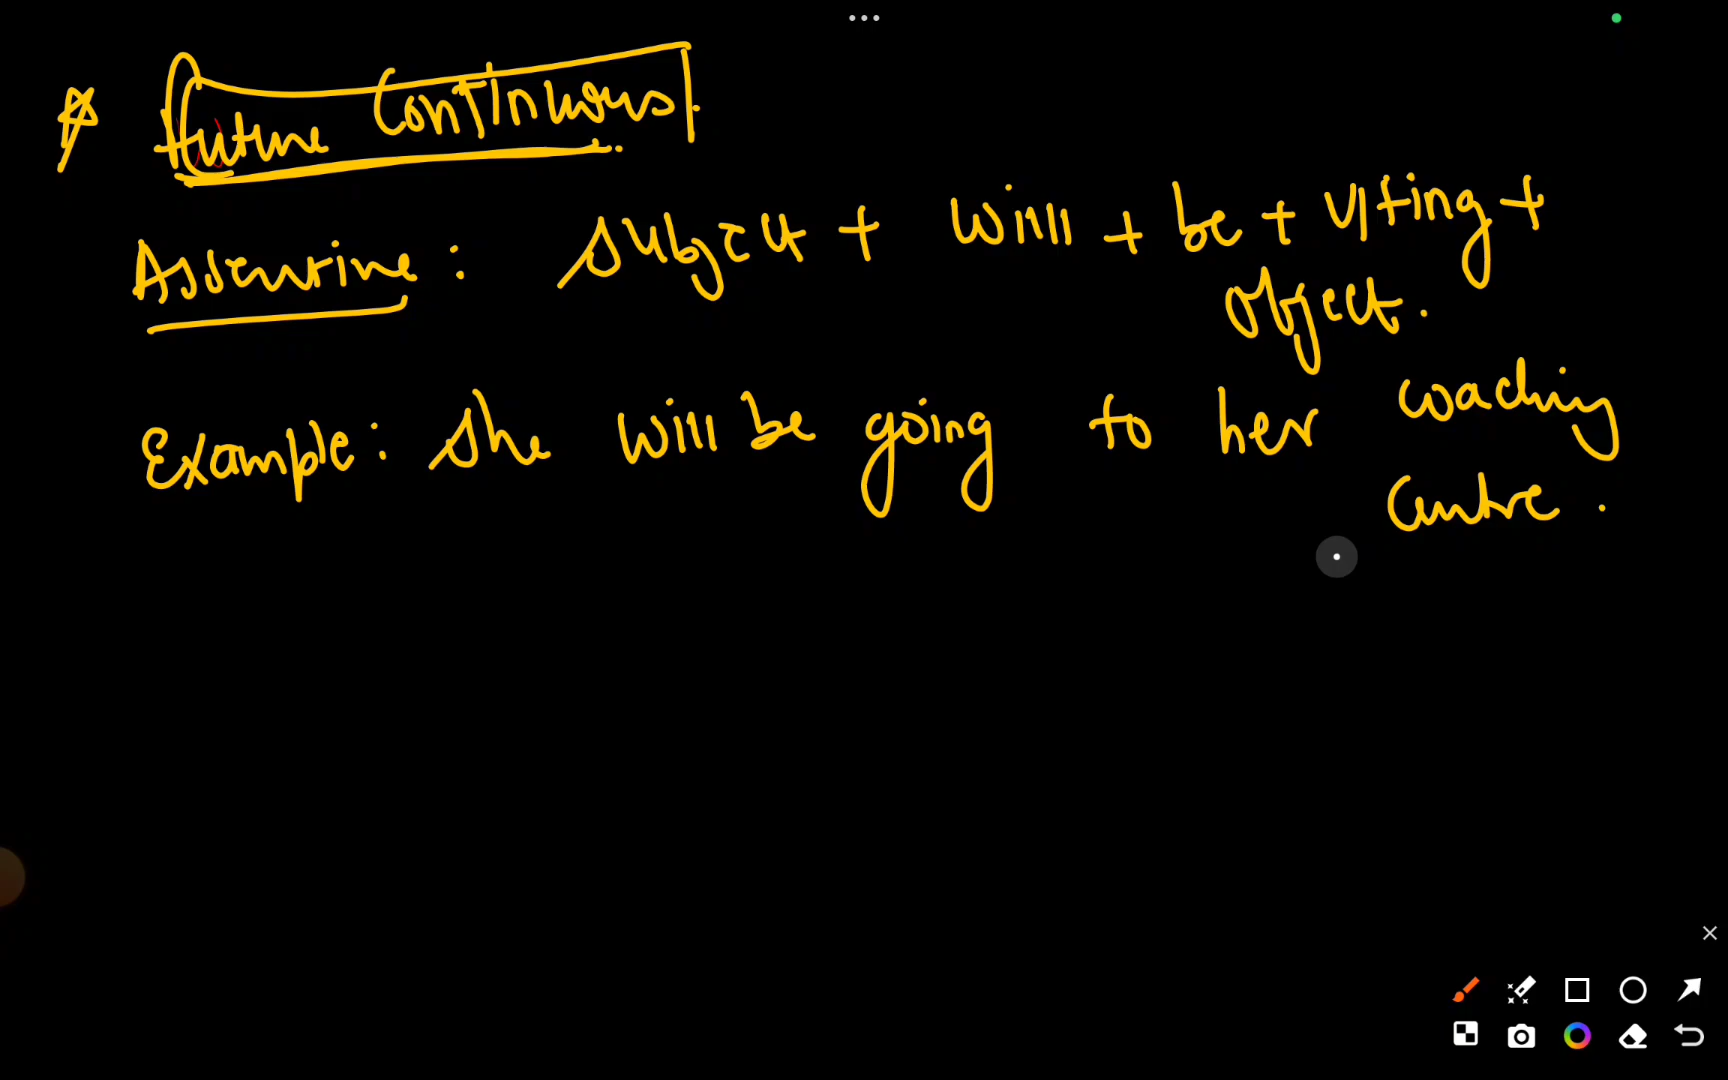 Future Continuous.
Assertive : Subject + will + be + V1+ing +
Object.
Example : She will be going to her coaching
Centre .